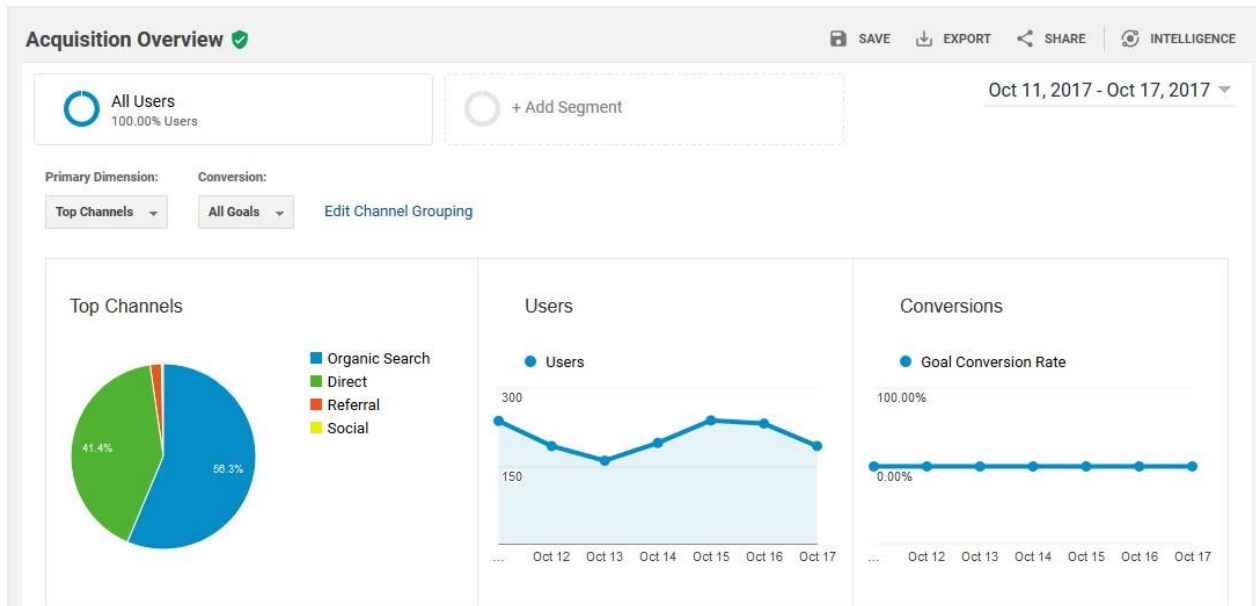 Acquisition Overview
SAVE
EXPORT
SHARE
INTELLIGENCE
All Users
100.00% Users
+ Add Segment
Oct 11, 2017 - Oct 17, 2017
Primary Dimension:
Conversion:
Top Channels
All Goals
Edit Channel Grouping
Top Channels
41.4%
56.3%
Organic Search
Direct
Referral
Social
Users
Users
300
150
... Oct 12 Oct 13 Oct 14 Oct 15 Oct 16 Oct 17
Conversions
Goal Conversion Rate
100.00%
0.00%
... Oct 12 Oct 13 Oct 14 Oct 15 Oct 16 Oct 17